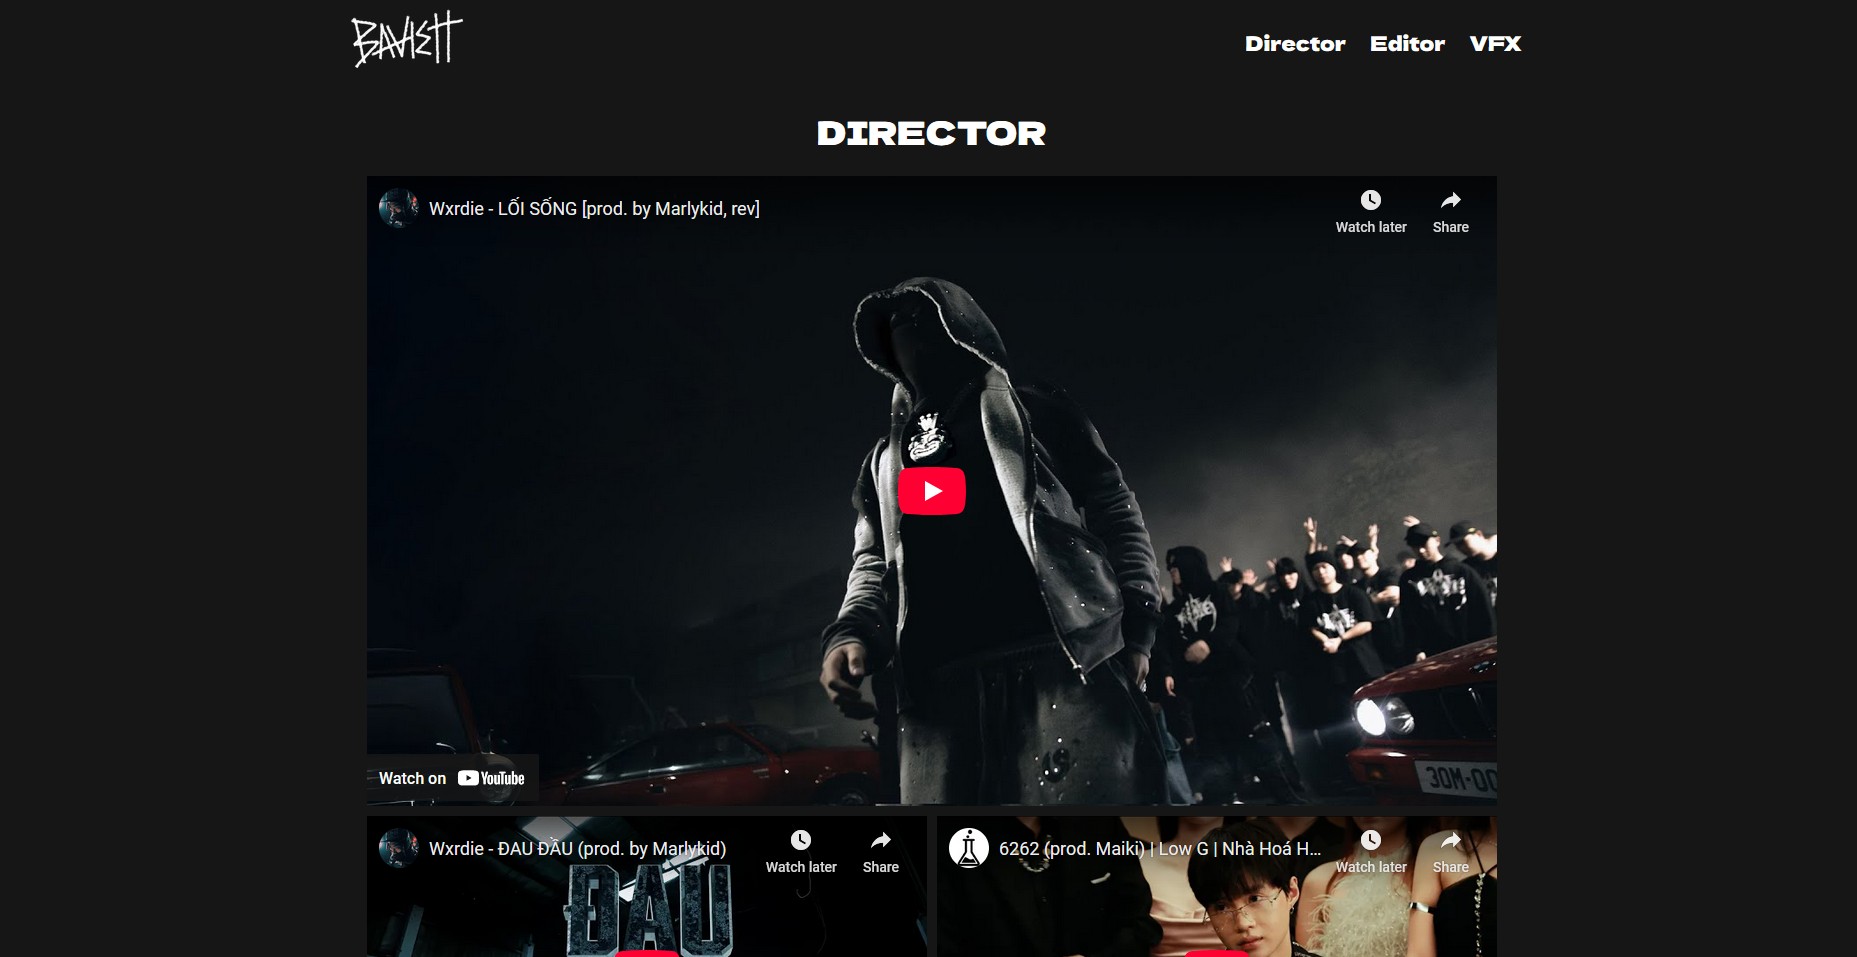 BAVIETT
Director Editor VFX
DIRECTOR
Wxrdie - LỐI SỐNG [prod. by Marlykid, rev]
Watch later
Share
W
30M-00
Watch on YouTube
Wxrdie - ĐAU ĐẦU (prod. by Marlykid)
Watch later
Share
ĐAU
6262 (prod. Maiki) | Low G | Nhà Hoá H...
Watch later
Share